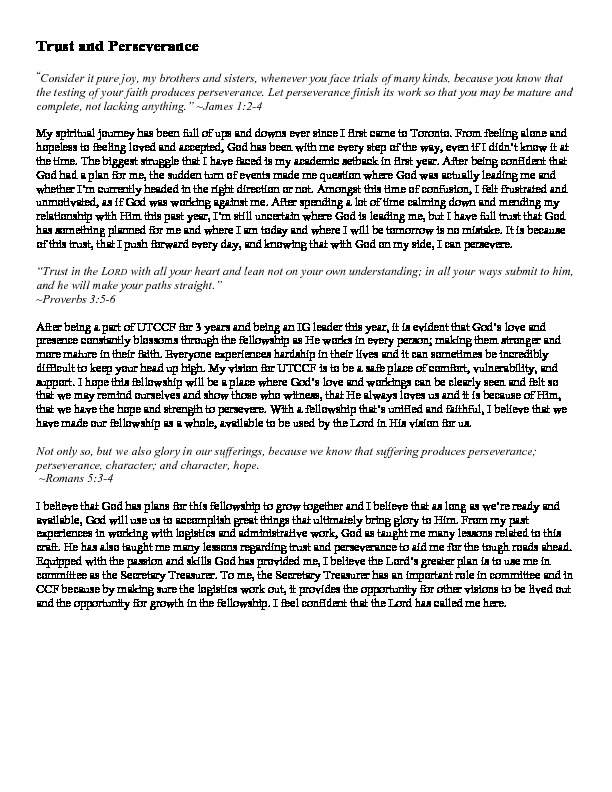 Trust and Perseverance
“Consider it pure joy, my brothers and sisters, whenever you face trials of many kinds, because you know that
the testing of your faith produces perseverance. Let perseverance finish its work so that you may be mature and
complete, not lacking anything.” ~James 1:2-4
My spiritual journey has been full of ups and downs ever since I first came to Toronto. From feeling alone and
hopeless to feeling loved and accepted, God has been with me every step of the way, even if I didn’t know it at
the time. The biggest struggle that I have faced is my academic setback in first year. After being confident that
God had a plan for me, the sudden turn of events made me question where God was actually leading me and
whether I’m currently headed in the right direction or not. Amongst this time of confusion, I felt frustrated and
unmotivated, as if God was working against me. After spending a lot of time calming down and mending my
relationship with Him this past year, I’m still uncertain where God is leading me, but I have full trust that God
has something planned for me and where I am today and where I will be tomorrow is no mistake. It is because
of this trust, that I push forward every day, and knowing that with God on my side, I can persevere.
“Trust in the LORD with all your heart and lean not on your own understanding; in all your ways submit to him,
and he will make your paths straight.”
~Proverbs 3:5-6
After being a part of UTCCF for 3 years and being an IG leader this year, it is evident that God’s love and
presence constantly blossoms through the fellowship as He works in every person; making them stronger and
more mature in their faith. Everyone experiences hardship in their lives and it can sometimes be incredibly
difficult to keep your head up high. My vision for UTCCF is to be a safe place of comfort, vulnerability, and
support. I hope this fellowship will be a place where God’s love and workings can be clearly seen and felt so
that we may remind ourselves and show those who witness, that He always loves us and it is because of Him,
that we have the hope and strength to persevere. With a fellowship that’s unified and faithful, I believe that we
have made our fellowship as a whole, available to be used by the Lord in His vision for us.
Not only so, but we also glory in our sufferings, because we know that suffering produces perseverance;
perseverance, character; and character, hope.
~Romans 5:3-4
I believe that God has plans for this fellowship to grow together and I believe that as long as we’re ready and
available, God will use us to accomplish great things that ultimately bring glory to Him. From my past
experiences in working with logistics and administrative work, God as taught me many lessons related to this
craft. He has also taught me many lessons regarding trust and perseverance to aid me for the tough roads ahead.
Equipped with the passion and skills God has provided me, I believe the Lord’s greater plan is to use me in
committee as the Secretary Treasurer. To me, the Secretary Treasurer has an important role in committee and in
CCF because by making sure the logistics work out, it provides the opportunity for other visions to be lived out
and the opportunity for growth in the fellowship. I feel confident that the Lord has called me here.